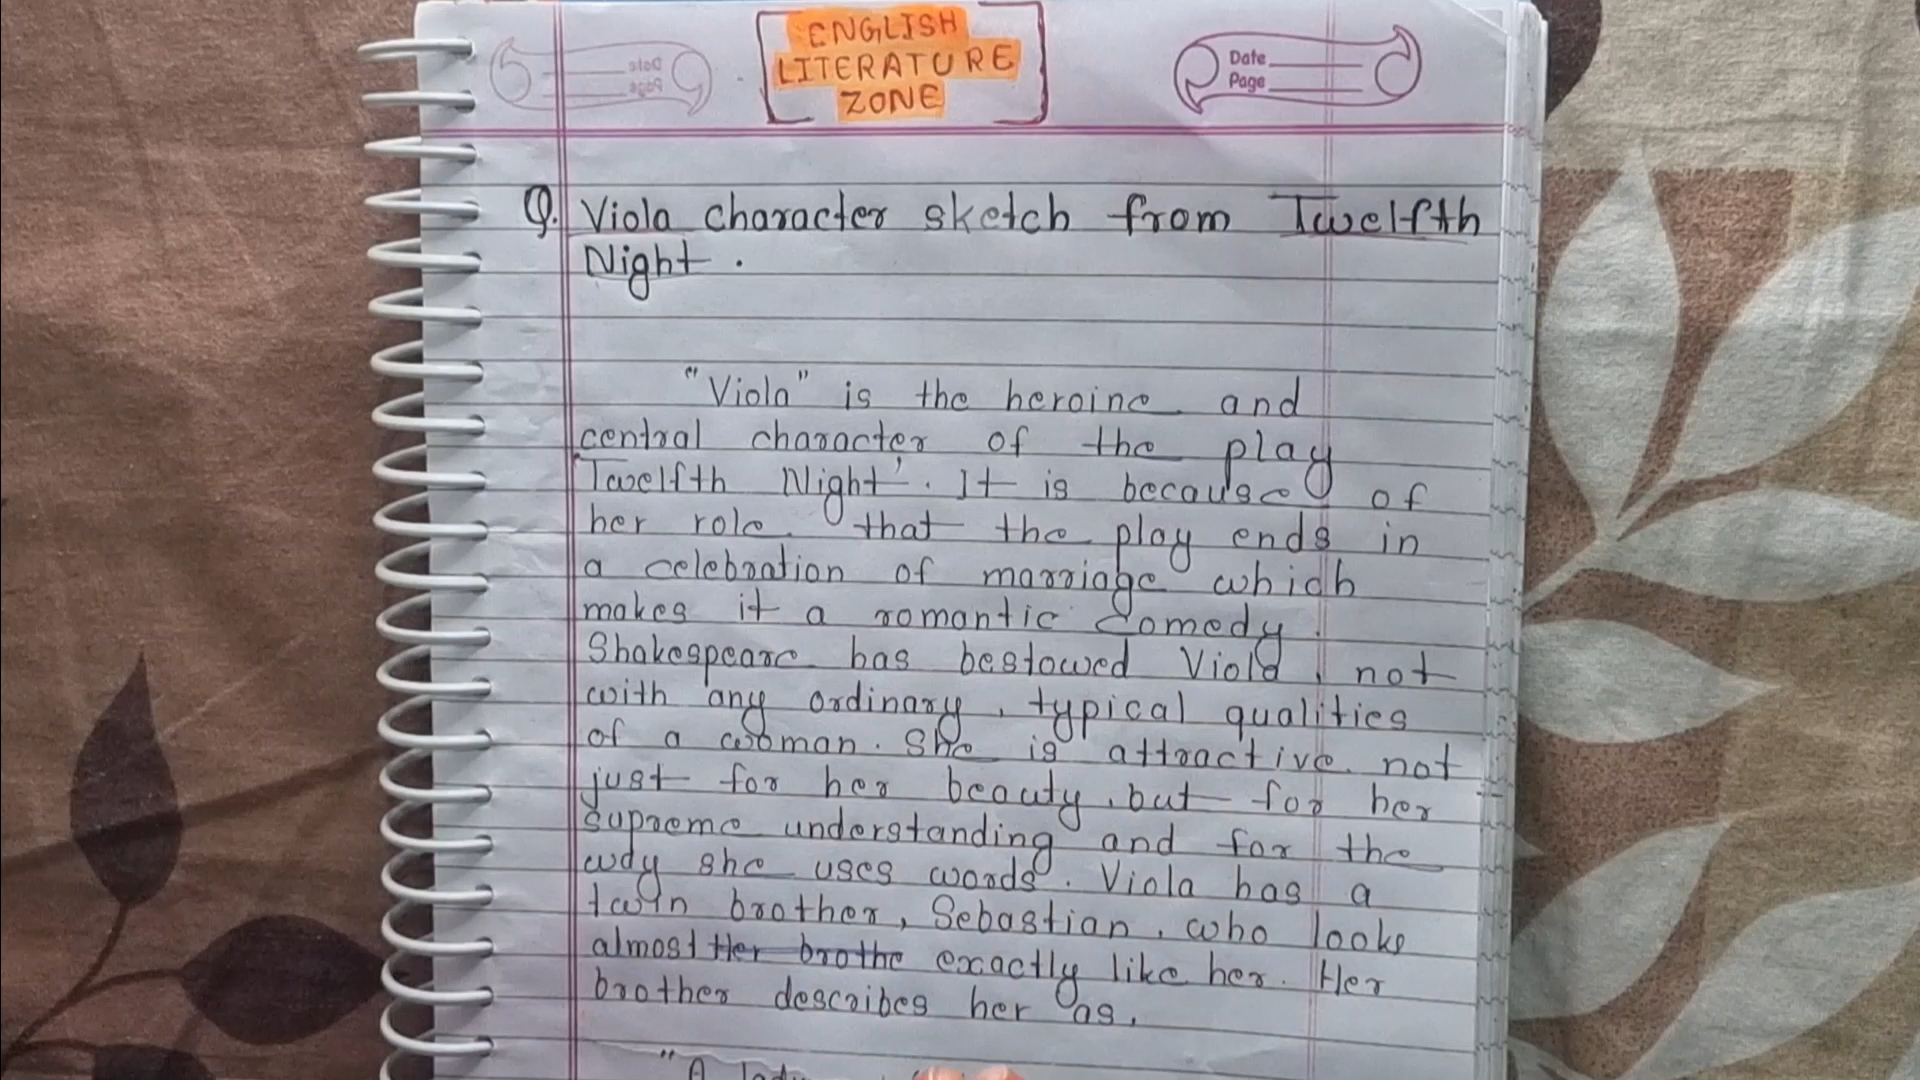 ENGLISH
LITERATURE
ZONE
Date
Page
Q. Viola character sketch from Twelfth
Night.
"Viola" is the heroine and
central character of the play
'Twelfth Night'. It is because of
her role that the play ends in
a celebration of marriage which
makes it a romantic comedy.
Shakespeare has bestowed Viola, not
with any ordinary, typical qualities
of a woman. She is attractive not
just for her beauty, but for her
supreme understanding and for the
way she uses words. Viola has a
twin brother, Sebastian, who looks
almost Her brothe exactly like her. Her
brother describes her as,
"A lady